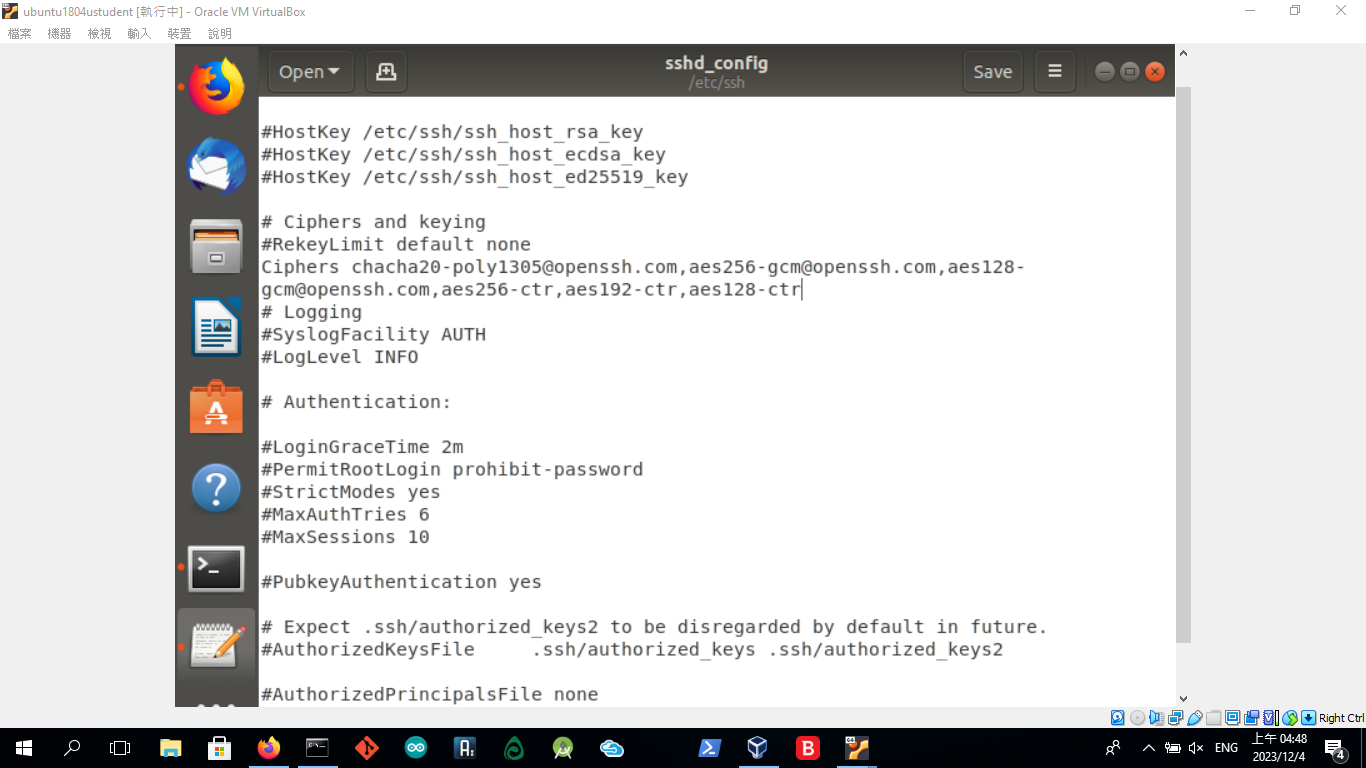 ubuntu1804ustudent [執行中] - Oracle VM VirtualBox
檔案 機器 檢視 輸入 裝置 說明
Open
sshd_config
/etc/ssh
Save
#HostKey /etc/ssh/ssh_host_rsa_key
#HostKey /etc/ssh/ssh_host_ecdsa_key
#HostKey /etc/ssh/ssh_host_ed25519_key
# Ciphers and keying
#RekeyLimit default none
Ciphers chacha20-poly1305@openssh.com,aes256-gcm@openssh.com,aes128-
gcm@openssh.com,aes256-ctr,aes192-ctr,aes128-ctr
# Logging
#SyslogFacility AUTH
#LogLevel INFO
# Authentication:
#LoginGraceTime 2m
#PermitRootLogin prohibit-password
#StrictModes yes
#MaxAuthTries 6
#MaxSessions 10
#PubkeyAuthentication yes
# Expect .ssh/authorized_keys2 to be disregarded by default in future.
#AuthorizedKeysFile     .ssh/authorized_keys .ssh/authorized_keys2
#AuthorizedPrincipalsFile none
Right Ctrl
ENG
上午 04:48
2023/12/4
4